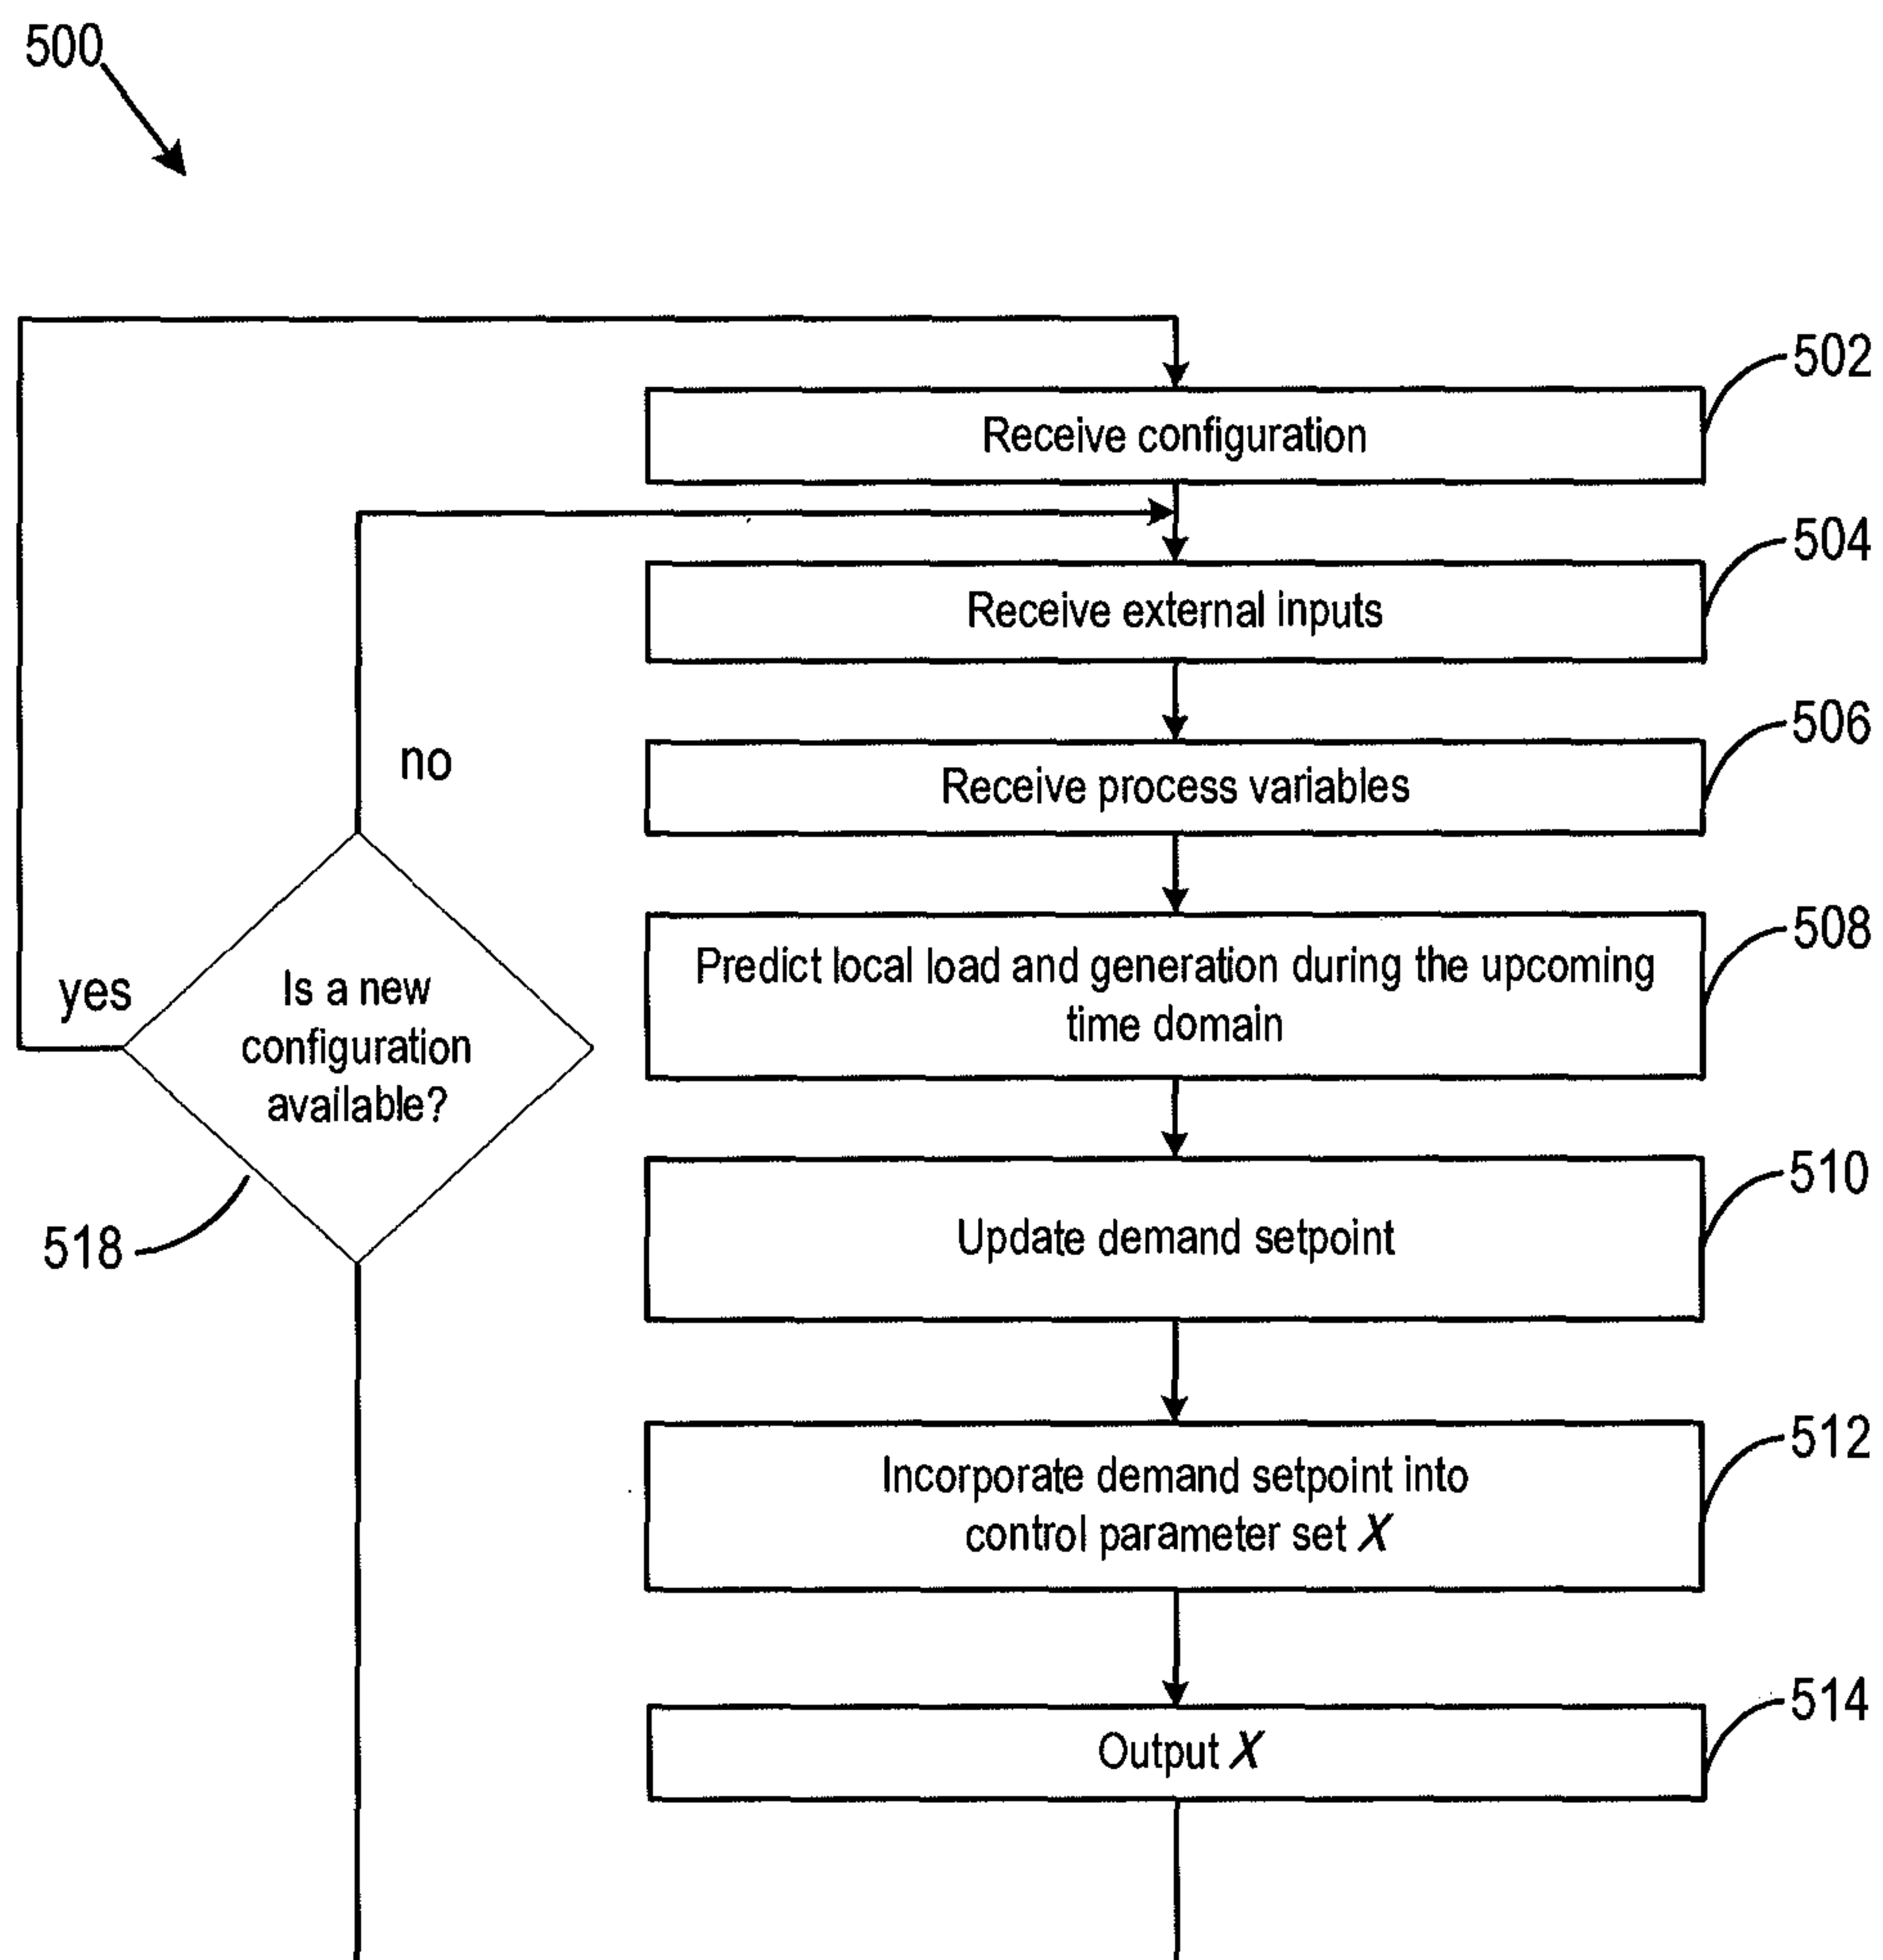 500
502
Receive configuration
504
Receive external inputs
506
Receive process variables
no
508
Predict local load and generation during the upcoming
time domain
yes
Is a new
configuration
available?
510
Update demand setpoint
518
512
Incorporate demand setpoint into
control parameter set X
514
Output X